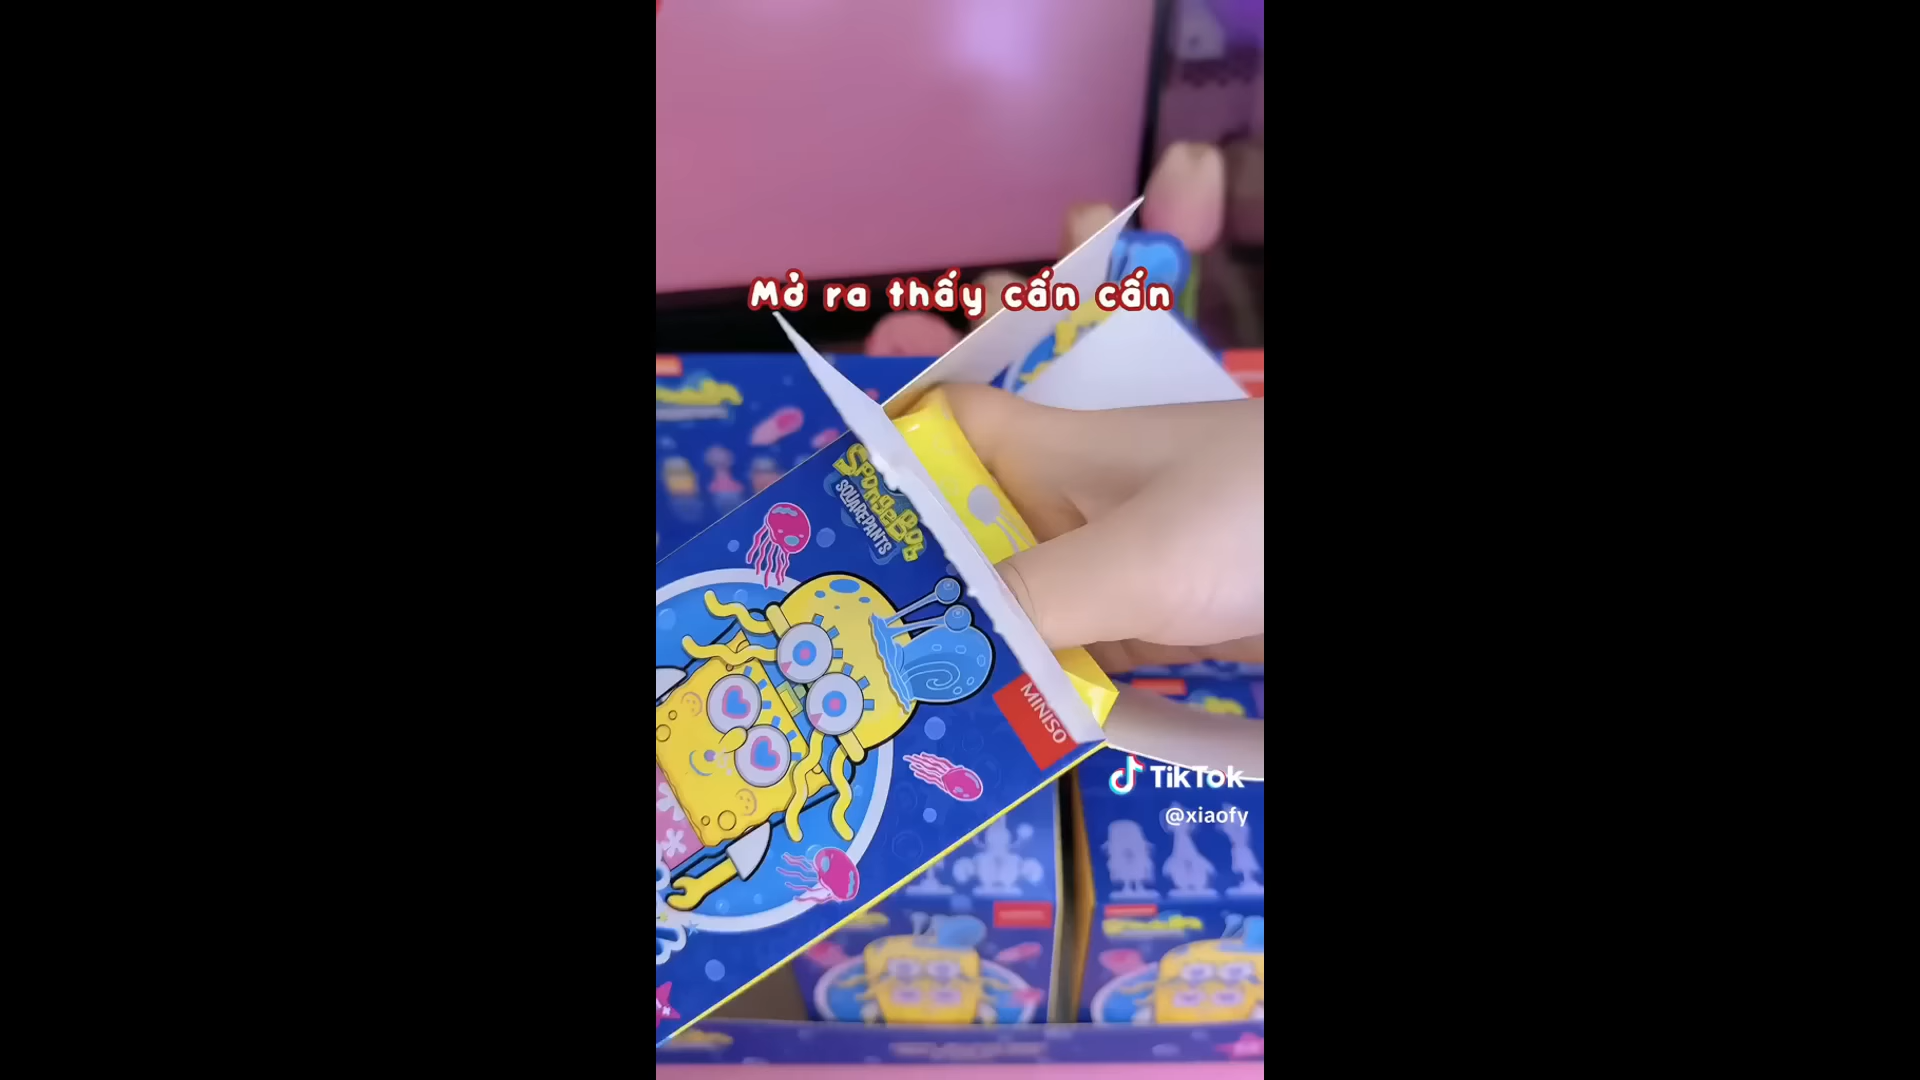 Mở ra thấy cấn cấn
SPONGEBOB
SQUAREPANTS
MINISO
TikTok
@xiaofy